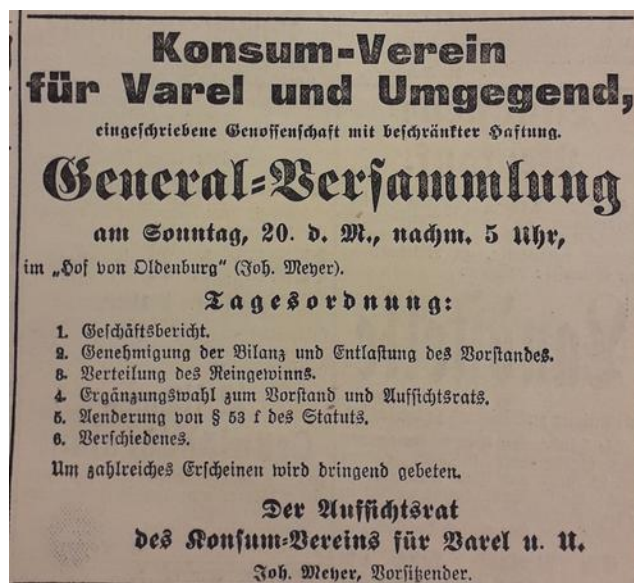 Konsum-Verein
für Varel und Umgegend,
eingeschriebene Genossenschaft mit beschränkter Haftung.
General-Versammlung
am Sonntag, 20. d. M., nachm. 5 Uhr,
im „Hof von Oldenburg“ (Joh. Meyer).
Tagesordnung:
1. Geschäftsbericht.
2. Genehmigung der Bilanz und Entlastung des Vorstandes.
3. Verteilung des Reingewinns.
4. Ergänzungswahl zum Vorstand und Aufsichtsrats.
5. Aenderung von § 53 f des Statuts.
6. Verschiedenes.
Um zahlreiches Erscheinen wird dringend gebeten.
Der Aufsichtsrat
des Konsum-Vereins für Varel u. U.
Joh. Meyer, Vorsitzender.